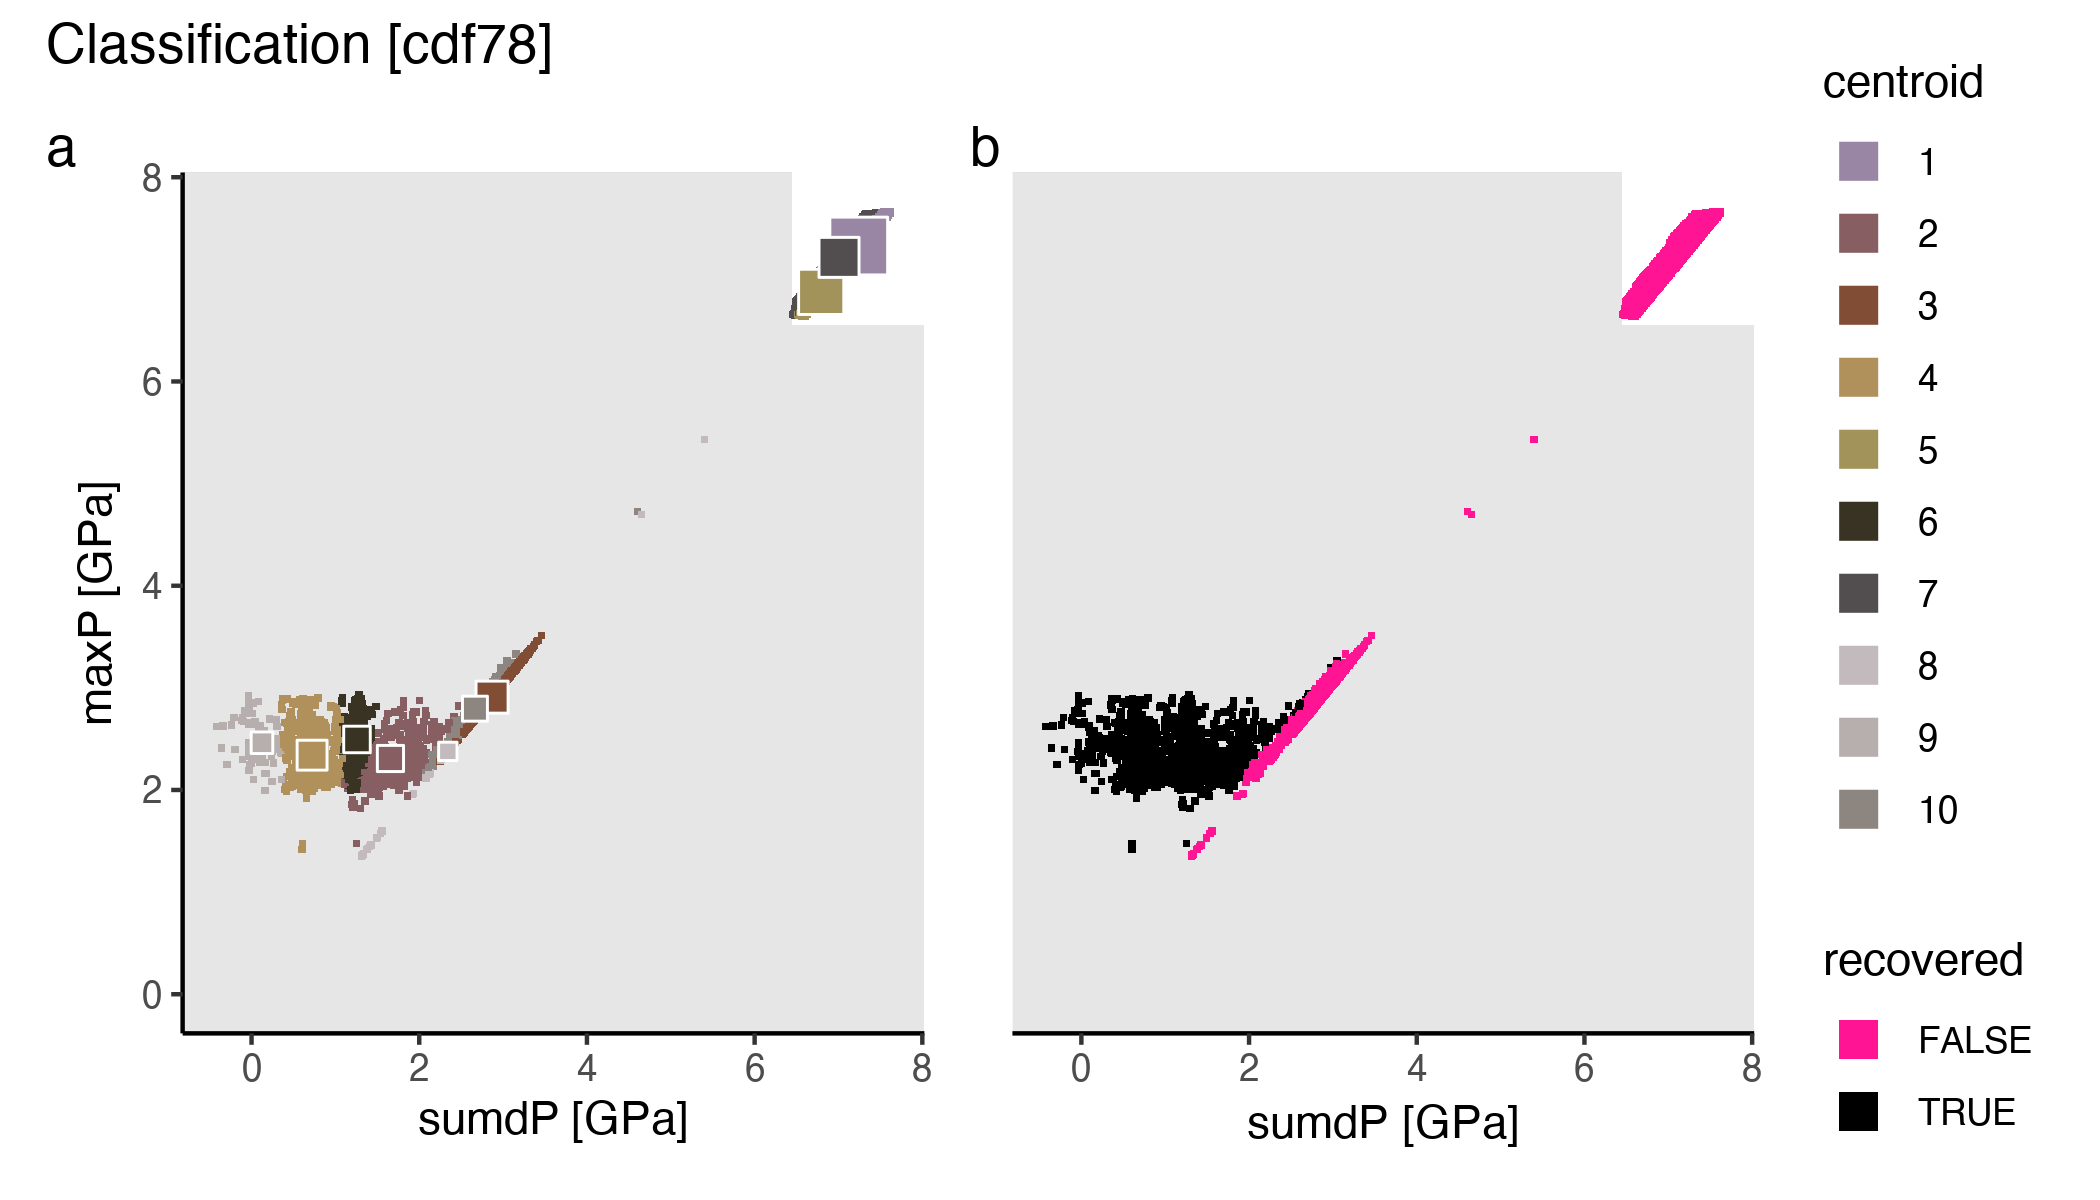 Classification [cdf78]
a
b
maxP [GPa]
8
6
4
2
0
0 2 4 6 8
sumdP [GPa]
0 2 4 6 8
sumdP [GPa]
centroid
1
2
3
4
5
6
7
8
9
10
recovered
FALSE
TRUE